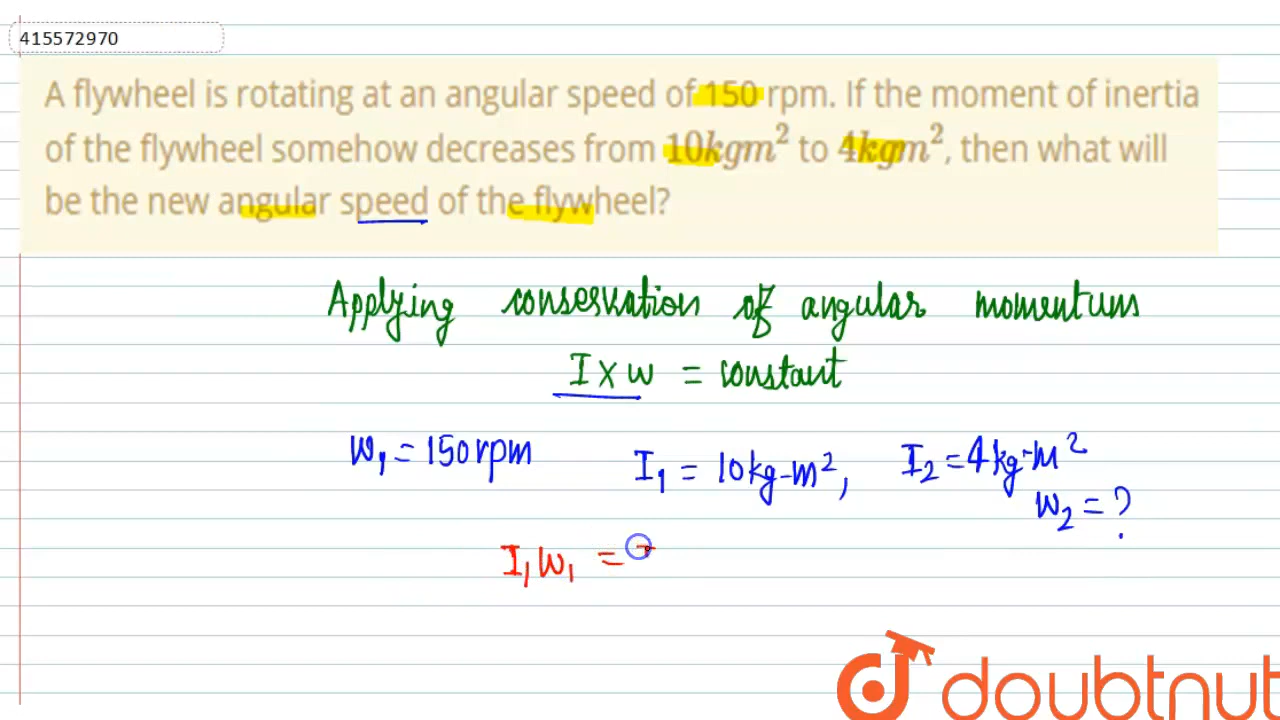 415572970
A flywheel is rotating at an angular speed of 150 rpm. If the moment of inertia
of the flywheel somehow decreases from 10kgm², to 4kgm², then what will
be the new angular speed of the flywheel?
Applying conservation of angular momentum
I × w = constant
w₁ = 150 rpm I₁ = 10 kg-m², I₂ = 4 kg-m²
w₂ = ?
I₁ w₁ =
doubtnut